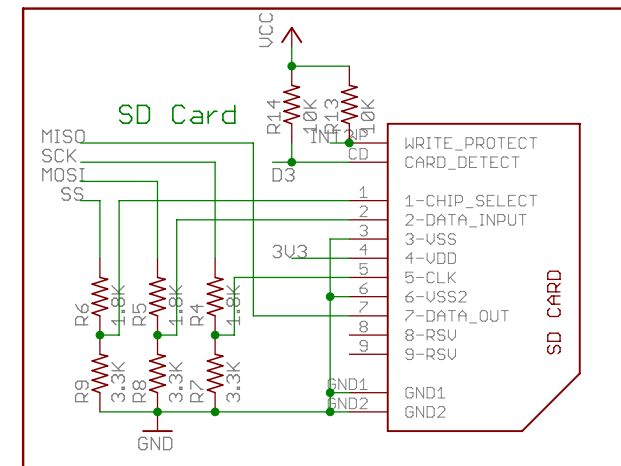 VCC
R14
10K
R13
10K
SD Card
MISO
SCK
MOSI
SS
INT2
WP
CD
D3
WRITE_PROTECT
CARD_DETECT
1
1-CHIP_SELECT
2
2-DATA_INPUT
3
3-VSS
3V3
4
4-VDD
5
5-CLK
6
6-VSS2
7
7-DATA_OUT
8
8-RSV
9
9-RSV
SD CARD
R6
1.8K
R5
1.8K
R4
1.8K
R9
3.3K
R8
3.3K
R7
3.3K
GND1
GND1
GND2
GND2
GND